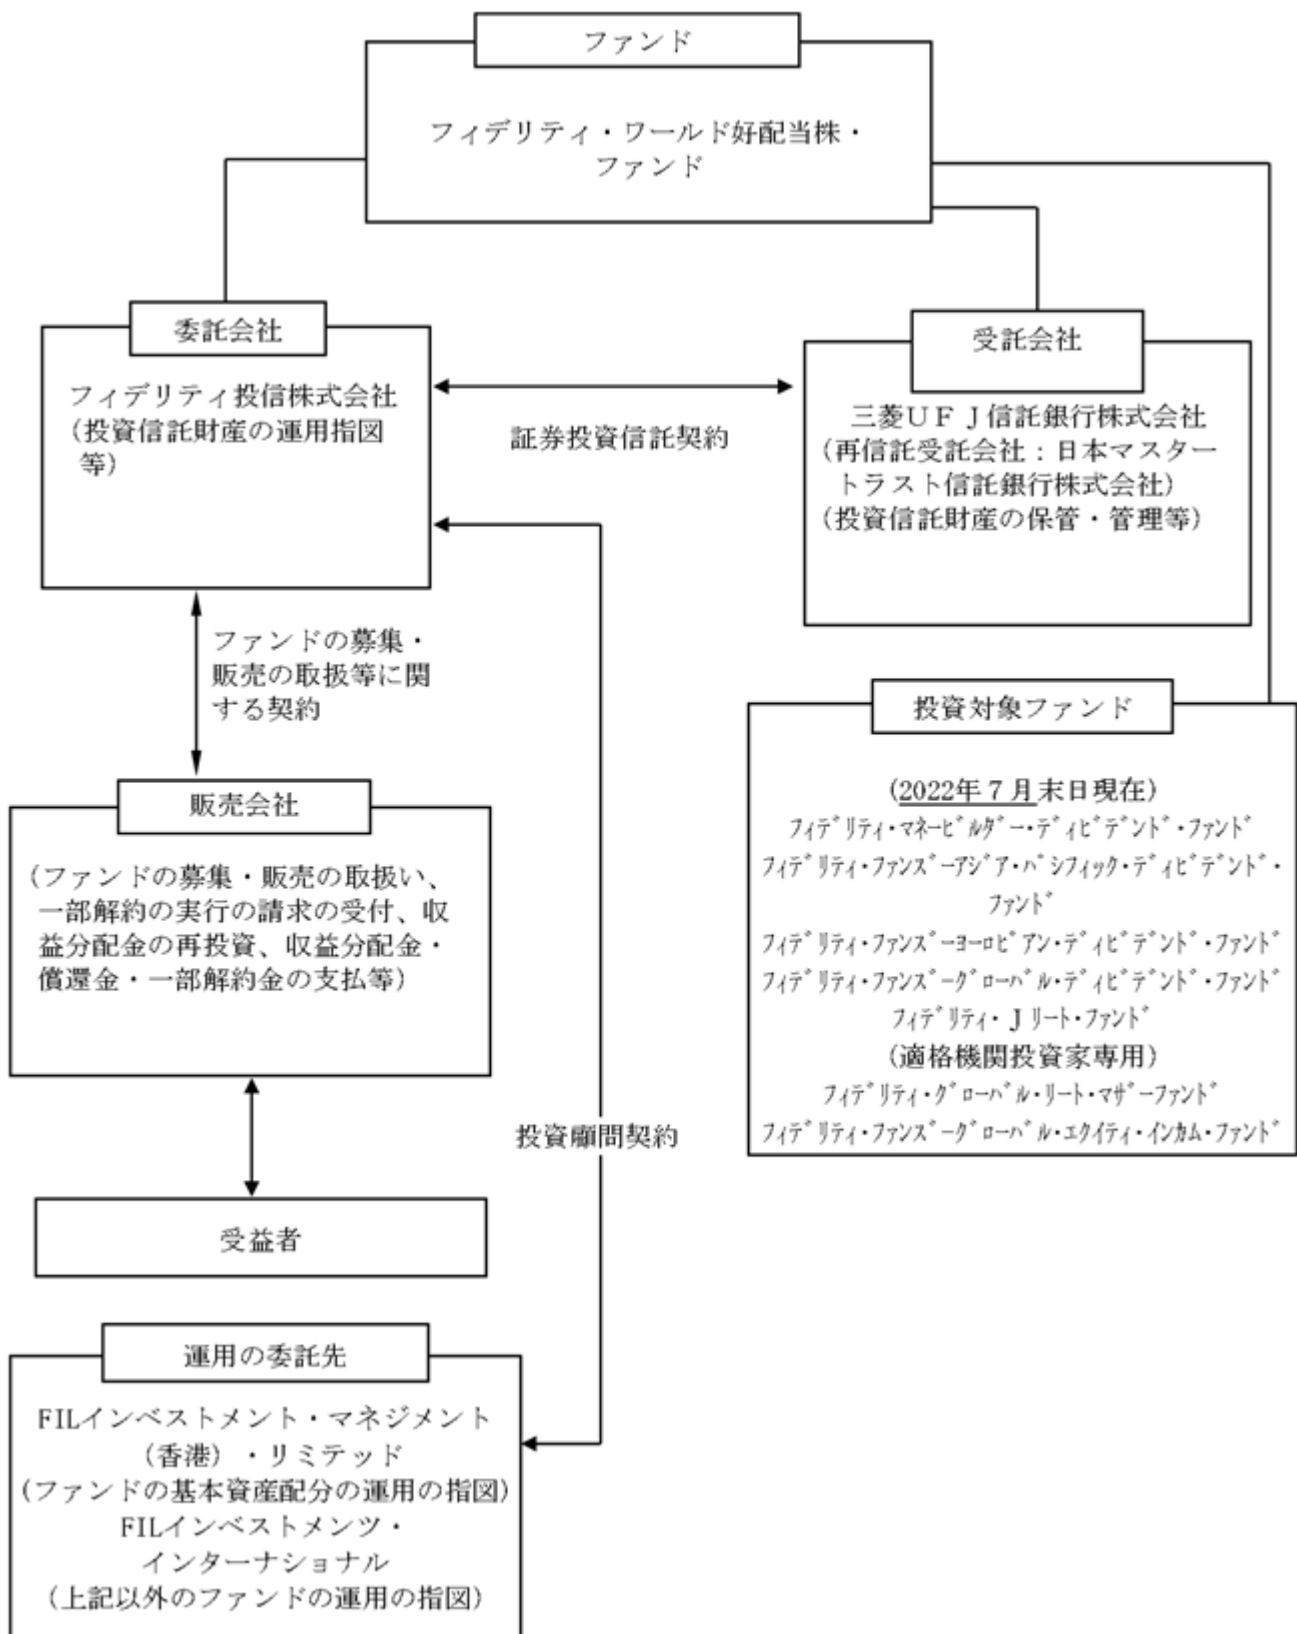 ファンド
フィデリティ・ワールド好配当株・
ファンド
委託会社
フィデリティ投信株式会社
(投資信託財産の運用指図
等)
証券投資信託契約
受託会社
三菱UFJ信託銀行株式会社
(再信託受託会社:日本マスター
トラスト信託銀行株式会社)
(投資信託財産の保管・管理等)
ファンドの募集・
販売の取扱等に関
する契約
販売会社
(ファンドの募集・販売の取扱い、
一部解約の実行の請求の受付、収
益分配金の再投資、収益分配金・
償還金・一部解約金の支払等)
投資対象ファンド
(2022年7月末日現在)
フィデリティ・マネービルダー・ディビデンド・ファンド
フィデリティ・ファンズーアジア・パシフィック・ディビデンド・
ファンド
フィデリティ・ファンズーヨーロピアン・ディビデンド・ファンド
フィデリティ・ファンズーグローバル・ディビデンド・ファンド
フィデリティ・Jリート・ファンド
(適格機関投資家専用)
フィデリティ・グローバル・リート・マザーファンド
フィデリティ・ファンズーグローバル・エクイティ・インカム・ファンド
投資顧問契約
受益者
運用の委託先
FILインベストメント・マネジメント
(香港)・リミテッド
(ファンドの基本資産配分の運用の指図)
FILインベストメンツ・
インターナショナル
(上記以外のファンドの運用の指図)